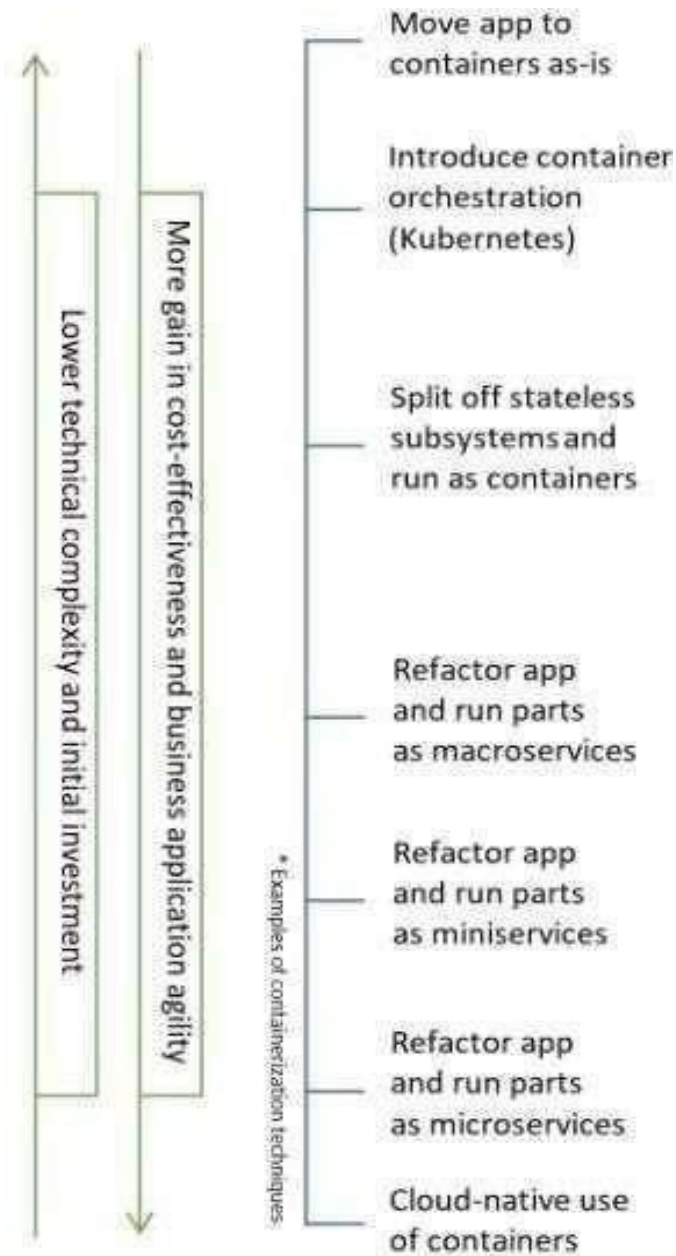 Lower technical complexity and initial investment
More gain in cost-effectiveness and business application agility
* Examples of containerization techniques
Move app to
containers as-is
Introduce container
orchestration
(Kubernetes)
Split off stateless
subsystems and
run as containers
Refactor app
and run parts
as macroservices
Refactor app
and run parts
as miniservices
Refactor app
and run parts
as microservices
Cloud-native use
of containers